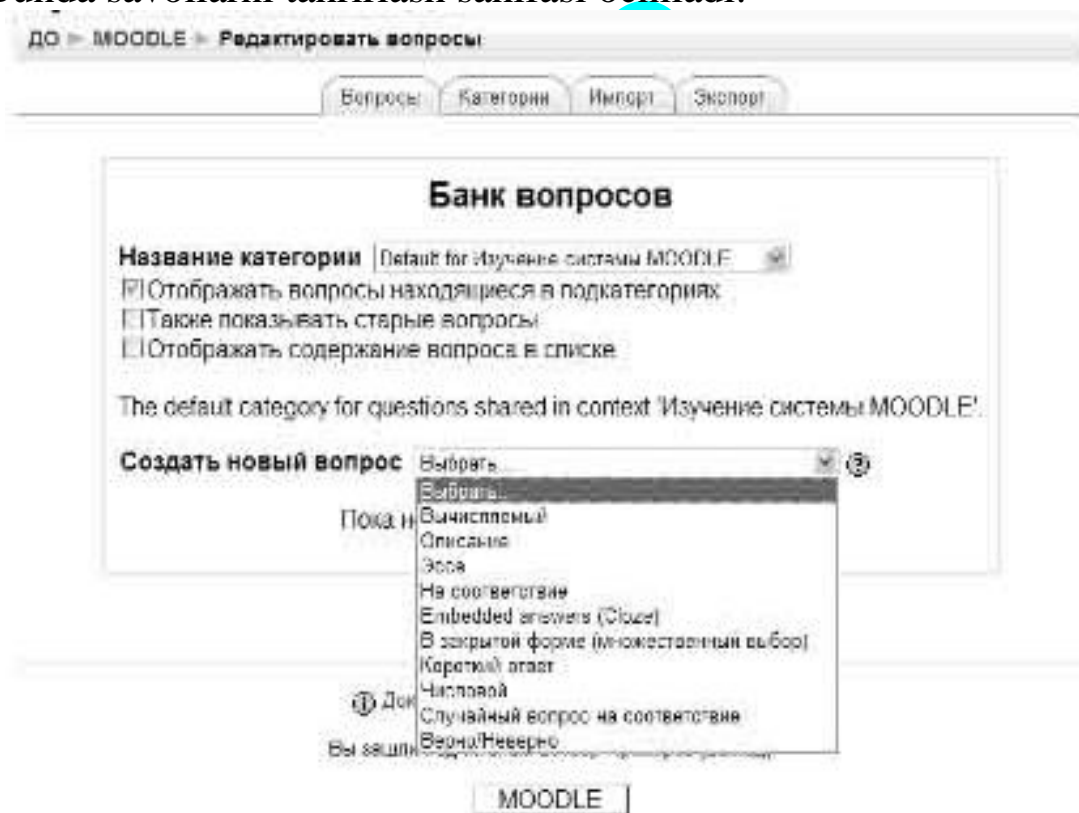 savollarni tahrirlash sahifasi ochiladi.
ДО ► MOODLE ► Редактировать вопросы
Вопросы Категории Импорт Экспорт
Банк вопросов
Название категории Default for Изучение системы MOODLE
Отображать вопросы находящиеся в подкатегориях
Также показывать старые вопросы
Отображать содержание вопроса в списке
The default category for questions shared in context 'Изучение системы MOODLE'.
Создать новый вопрос Выбрать...
Выбрать...
Пока
Вычисляемый
Описание
Эссе
На соответствие
Embedded answers (Cloze)
В закрытой форме (множественный выбор)
Короткий ответ
Числовой
Случайный вопрос на соответствие
Вы зашли
Верно/Неверно
MOODLE